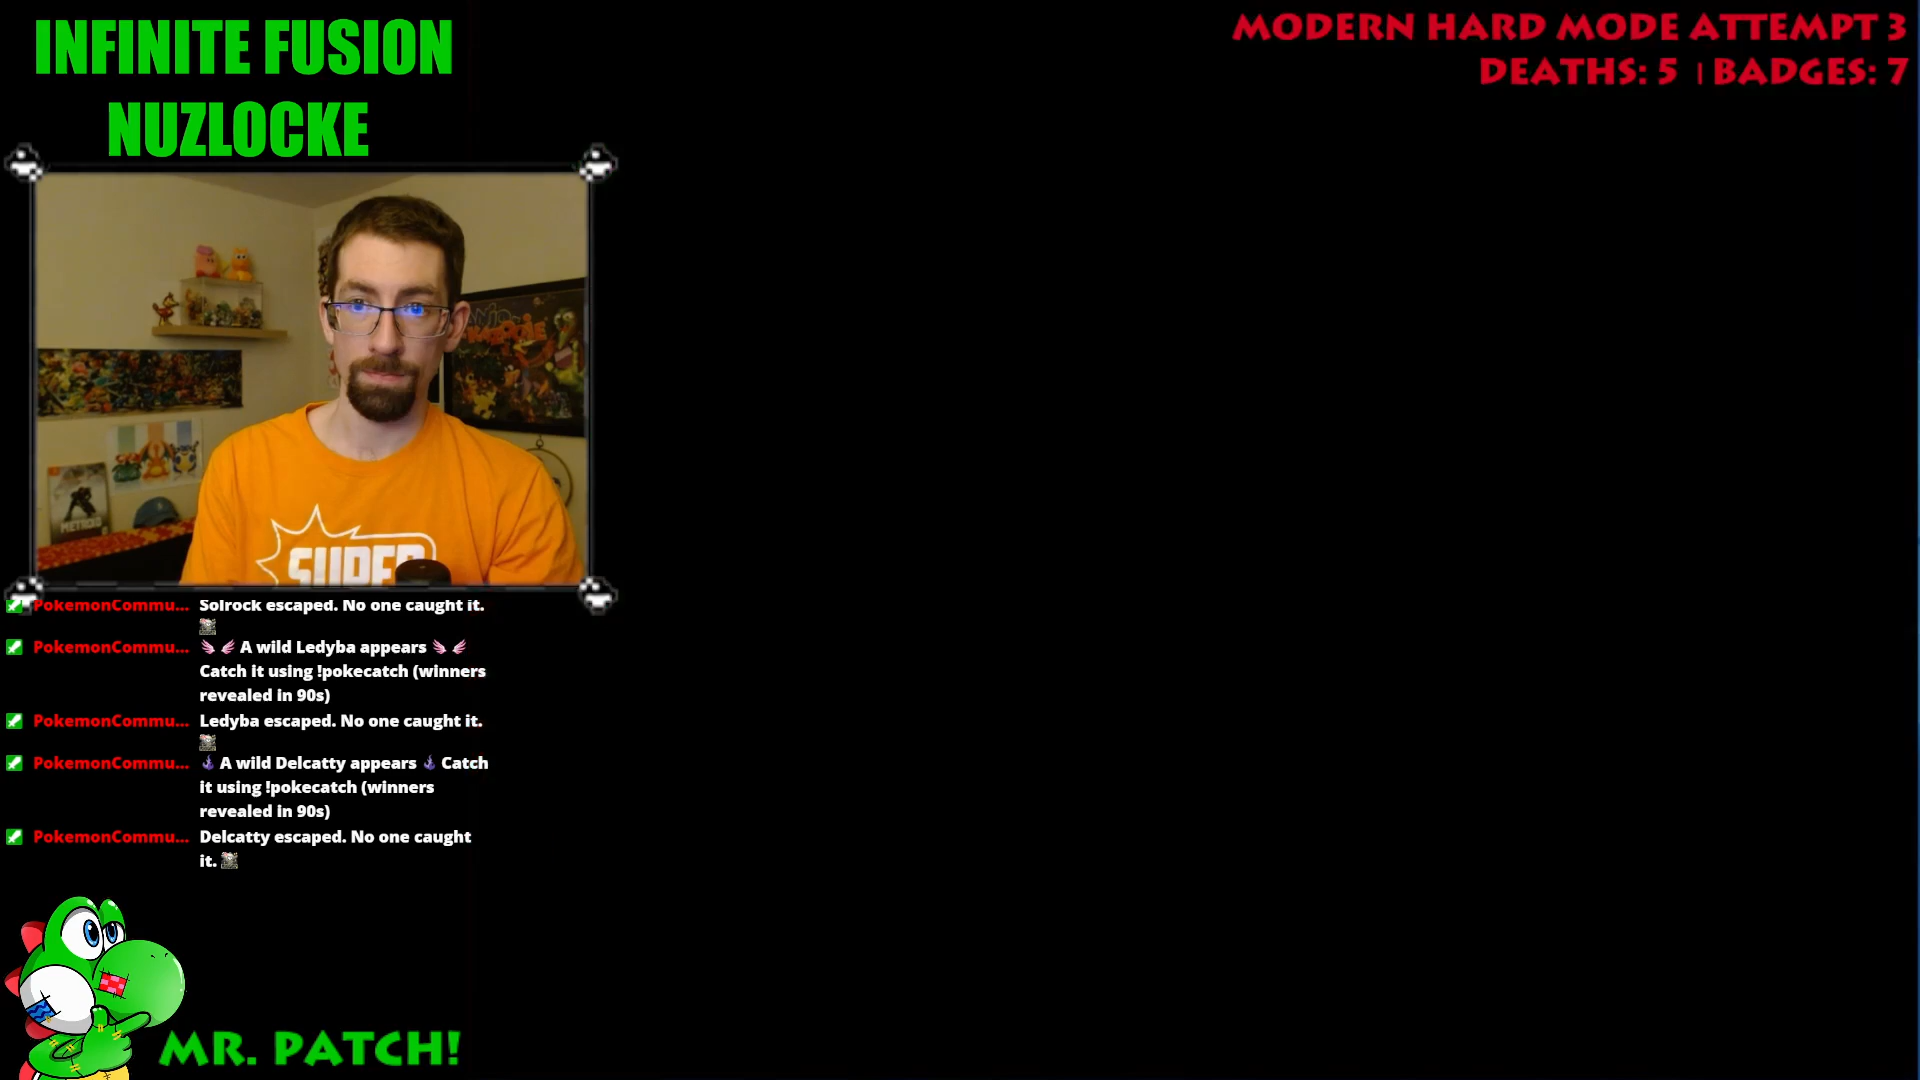 INFINITE FUSION
NUZLOCKE
MODERN HARD MODE ATTEMPT 3
DEATHS: 5 | BADGES: 7
METROID
SUPER
PokemonCommu... Solrock escaped. No one caught it.
PokemonCommu... A wild Ledyba appears
Catch it using !pokecatch (winners
revealed in 90s)
PokemonCommu... Ledyba escaped. No one caught it.
PokemonCommu... A wild Delcatty appears Catch
it using !pokecatch (winners
revealed in 90s)
PokemonCommu... Delcatty escaped. No one caught
it.
MR. PATCH!